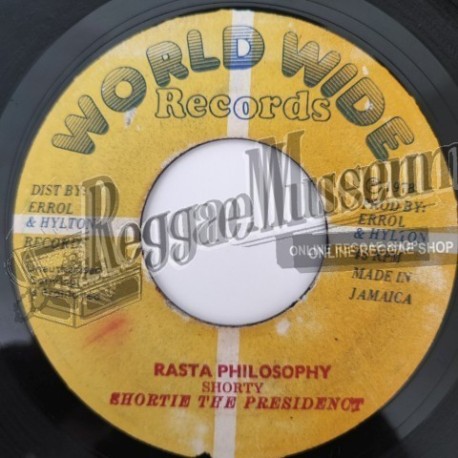 WORLD WIDE
Records
DIST BY:
ERROL
& HYLTON
RECORD
PROD BY:
ERROL
& HYLTON
MADE IN
JAMAICA
ReggaeMuseum
ONLINE REGGAE SHOP
RASTA PHILOSOPHY
SHORTY
SHORTIE THE PRESIDENCT